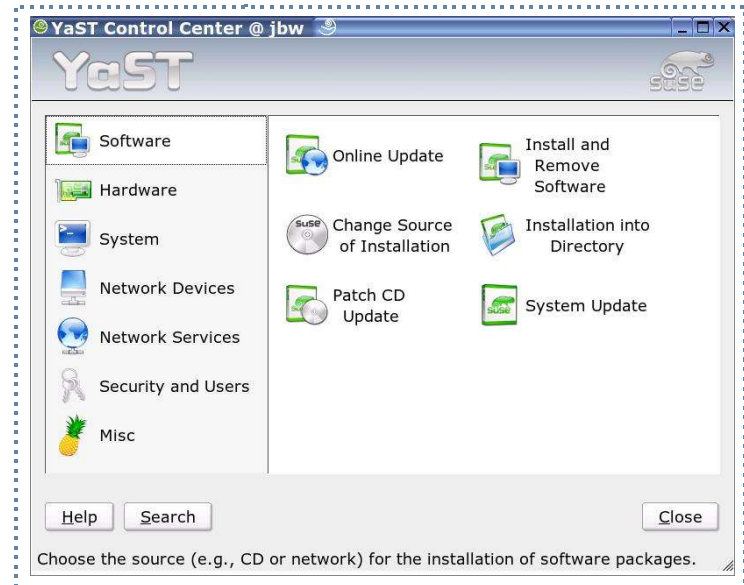 YaST Control Center @ jbw
YaST
SUSE
Software
Hardware
System
Network Devices
Network Services
Security and Users
Misc
Online Update
Install and
Remove
Software
Change Source
of Installation
Installation into
Directory
Patch CD
Update
System Update
Help
Search
Close
Choose the source (e.g., CD or network) for the installation of software packages.